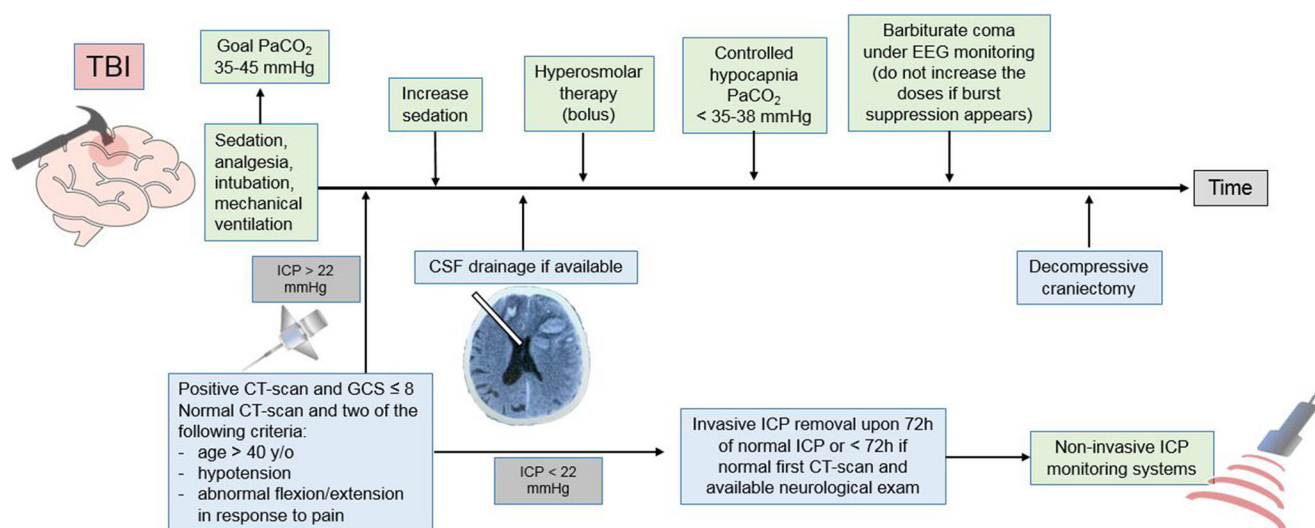 TBI
Goal PaCO2
35-45 mmHg
Sedation,
analgesia,
intubation,
mechanical
ventilation
Increase
sedation
Hyperosmolar
therapy
(bolus)
Controlled
hypocapnia
PaCO2
< 35-38 mmHg
Barbiturate coma
under EEG monitoring
(do not increase the
doses if burst
suppression appears)
Time
ICP > 22
mmHg
CSF drainage if available
Decompressive
craniectomy
Positive CT-scan and GCS ≤ 8
Normal CT-scan and two of the
following criteria:
- age > 40 y/o
- hypotension
- abnormal flexion/extension
in response to pain
ICP < 22
mmHg
Invasive ICP removal upon 72h
of normal ICP or < 72h if
normal first CT-scan and
available neurological exam
Non-invasive ICP
monitoring systems